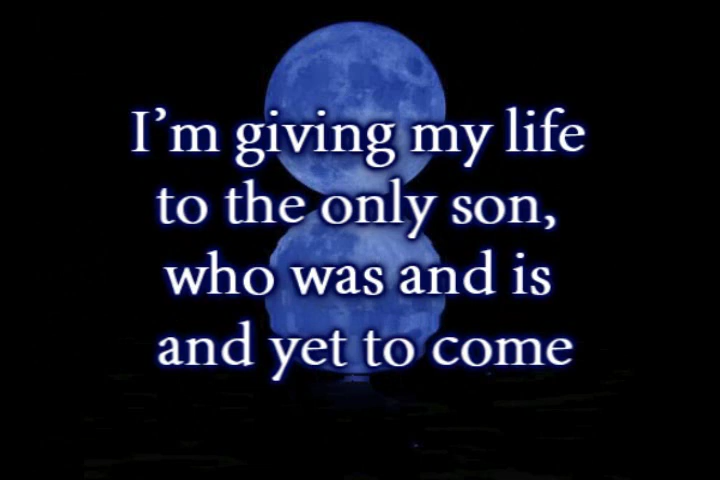 I’m giving my life
to the only son,
who was and is
and yet to come